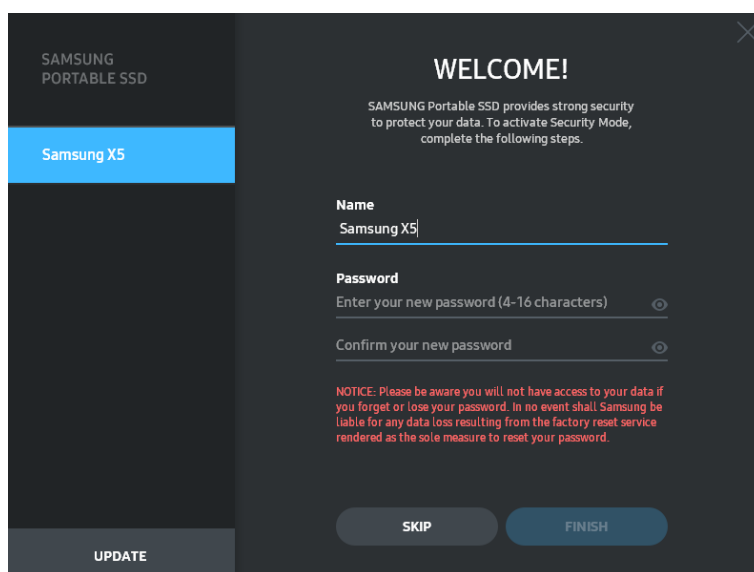 SAMSUNG
PORTABLE SSD
Samsung X5
UPDATE
WELCOME!
SAMSUNG Portable SSD provides strong security
to protect your data. To activate Security Mode,
complete the following steps.
Name
Samsung X5
Password
Enter your new password (4-16 characters)
Confirm your new password
NOTICE: Please be aware you will not have access to your data if
you forget or lose your password. In no event shall Samsung be
liable for any data loss resulting from the factory reset service
rendered as the sole measure to reset your password.
SKIP
FINISH